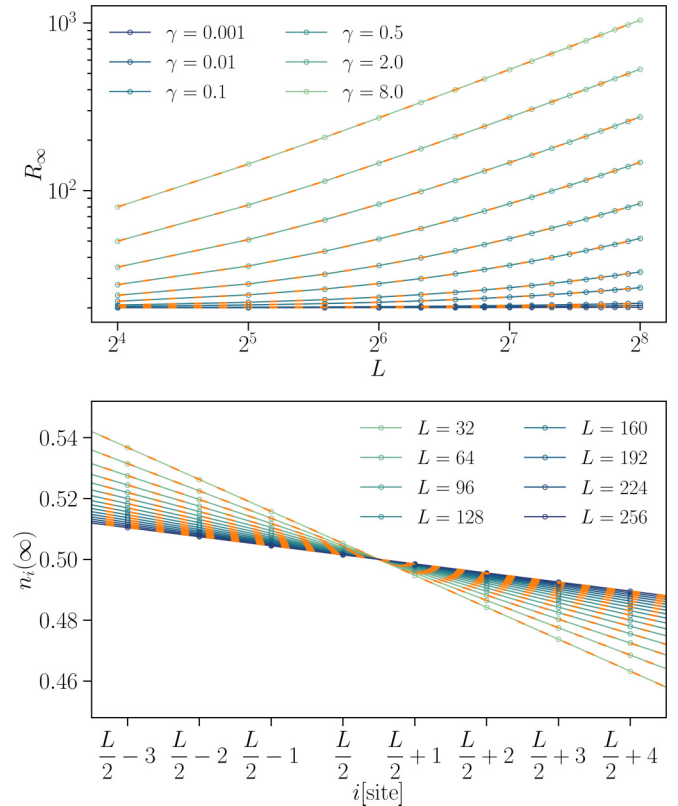 10³
10²
R∞
γ = 0.001
γ = 0.01
γ = 0.1
γ = 0.5
γ = 2.0
γ = 8.0
2⁴ 2⁵ 2⁶ 2⁷ 2⁸
L
0.54
0.52
0.50
0.48
0.46
nᵢ(∞)
L = 32
L = 64
L = 96
L = 128
L = 160
L = 192
L = 224
L = 256
L/2 − 3 L/2 − 2 L/2 − 1 L/2 L/2 + 1 L/2 + 2 L/2 + 3 L/2 + 4
i[site]